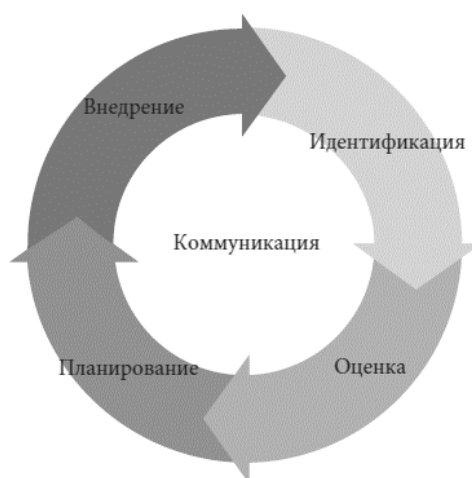 Внедрение
Идентификация
Коммуникация
Планирование
Оценка